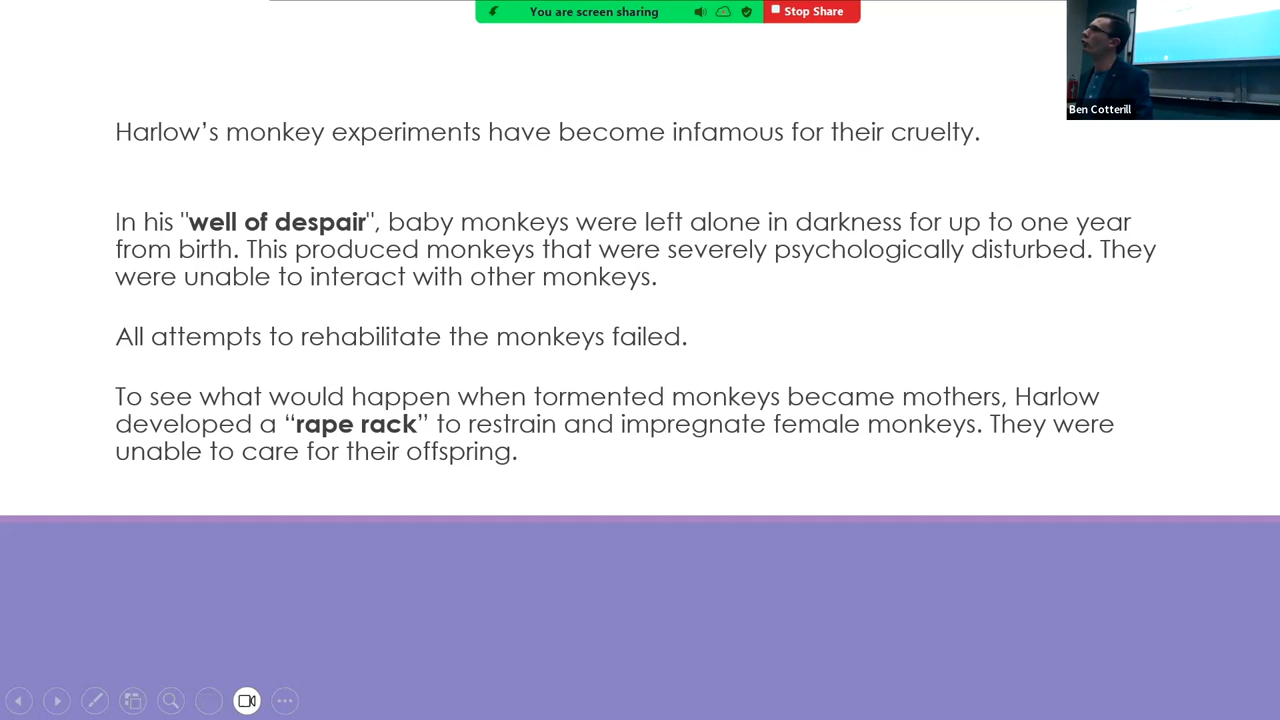 You are screen sharing
Stop Share
Ben Cotterill
Harlow’s monkey experiments have become infamous for their cruelty.
In his "well of despair", baby monkeys were left alone in darkness for up to one year
from birth. This produced monkeys that were severely psychologically disturbed. They
were unable to interact with other monkeys.
All attempts to rehabilitate the monkeys failed.
To see what would happen when tormented monkeys became mothers, Harlow
developed a “rape rack” to restrain and impregnate female monkeys. They were
unable to care for their offspring.